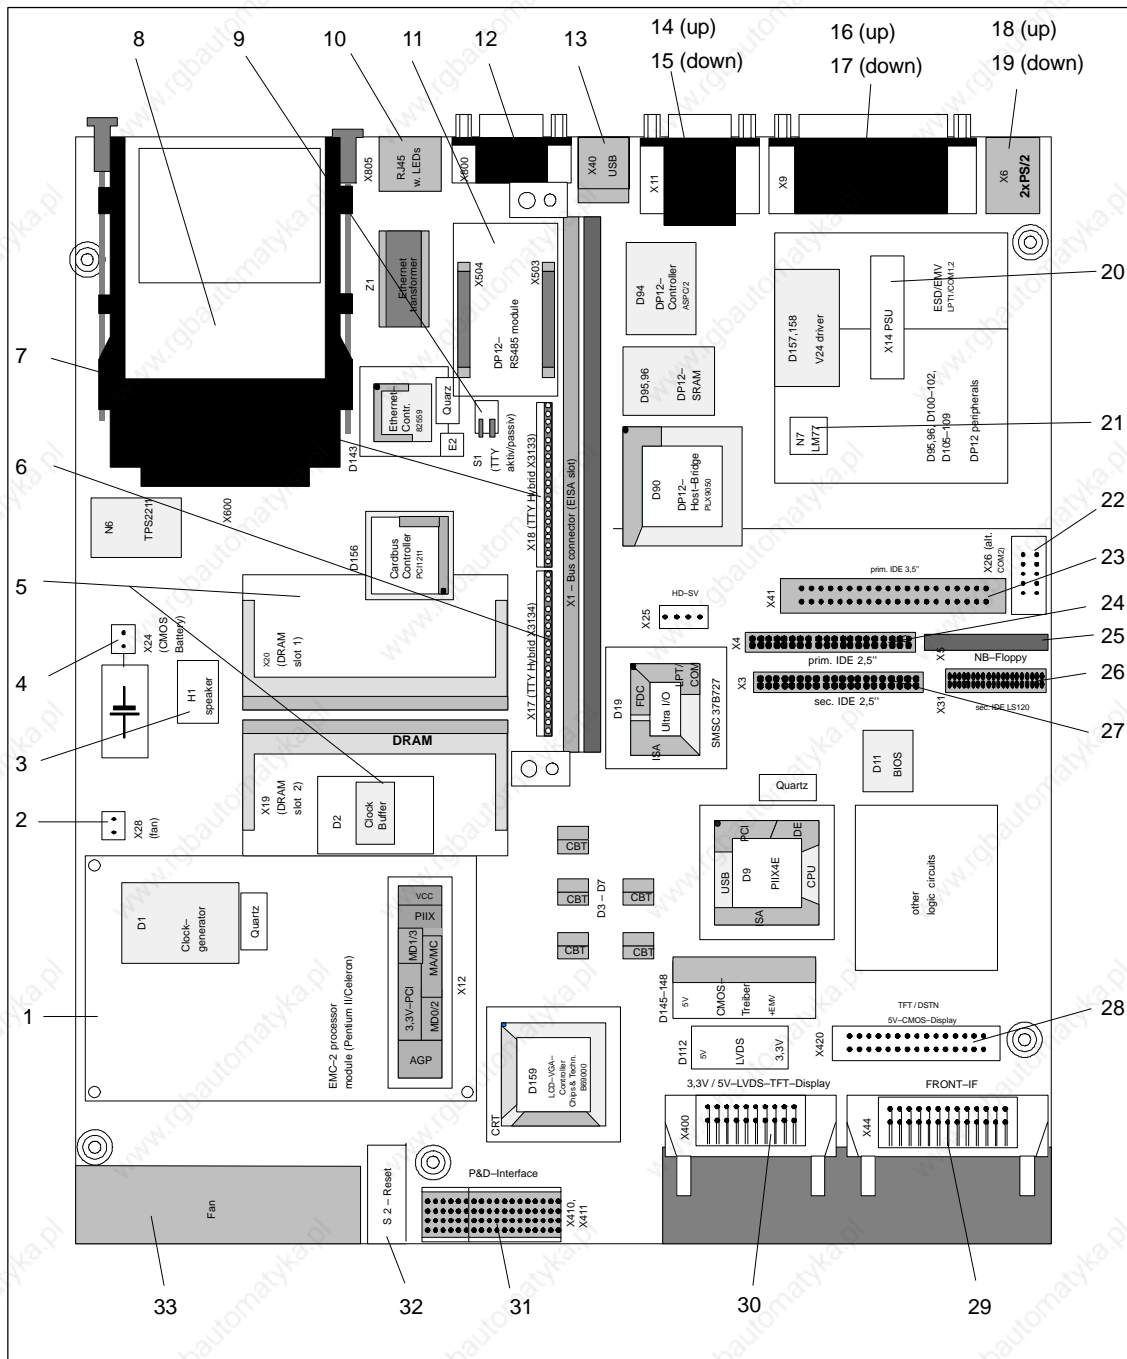 8
9
10
11
12
13
14 (up)
15 (down)
16 (up)
17 (down)
18 (up)
19 (down)
X805
RJ45
w. LEDs
X800
X40
USB
X11
X9
X6
2xPS/2
Z1
Ethernet
transformer
X504
X503
DP12–
RS485 module
D94
DP12–
Controller
ASPC/2
D157,158
V24 driver
X14 PSU
ESD/EMV
LPT1/COM1,2
20
7
Ethernet–
Contr.
82559
Quarz
E2
D143
S1
(TTY
aktiv/passiv)
D95,96
DP12–
SRAM
N7
LM77
D95,96, D100–102,
D105–109
DP12 peripherals
21
6
X18 (TTY Hybrid X3133)
X1 – Bus connector (EISA slot)
D90
DP12–
Host–Bridge
PLX9050
22
N6
TPS2211
X600
D156
Cardbus
Controller
PCI1211
X26 (alt.
COM2)
23
5
prim. IDE 3,5"
X41
HD–SV
X25
24
X24
(CMOS
Battery)
X20
(DRAM
slot 1)
X17 (TTY Hybrid X3134)
X4
prim. IDE 2,5"
X5
NB–Floppy
25
4
H1
speaker
X3
sec. IDE 2,5"
X31
sec. IDE LS120
26
D19
FDC
LPT/
COM
Ultra I/O
ISA
SMSC 37B727
27
3
DRAM
X19
(DRAM
slot 2)
D2
Clock
Buffer
D11
BIOS
Quartz
2
X28
(fan)
CBT
CBT
CBT
CBT
CBT
D3 – D7
PCI
IDE
USB
D9
PIIX4E
CPU
ISA
other
logic circuits
D1
Clock–
generator
Quartz
VCC
PIIX
MD1/3
MA/MC
3,3V–PCI
MD0/2
AGP
X12
1
EMC–2 processor
module (Pentium II/Celeron)
D145–148
5V
CMOS–
Treiber
+EMV
D112
5V
LVDS
3,3V
TFT / DSTN
5V–CMOS–Display
X420
28
D159
LCD–VGA–
Controller
Chips & Techn.
B69000
CRT
3,3V / 5V–LVDS–TFT–Display
X400
FRONT–IF
X44
Fan
S 2 – Reset
P&D–Interface
X410,
X411
33
32
31
30
29
www.rgbautomatyka.pl